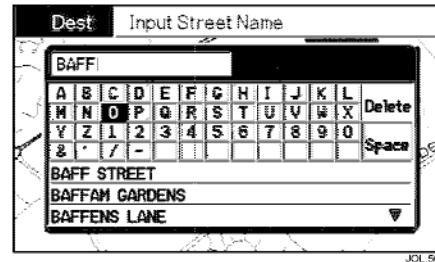 Dest Input Street Name
BAFF
A B C D E F G H I J K L
M N O P Q R S T U V W X Delete
Y Z 1 2 3 4 5 6 7 8 9 0
& ' / - Space
BAFF STREET
BAFFAM GARDENS
BAFFENS LANE